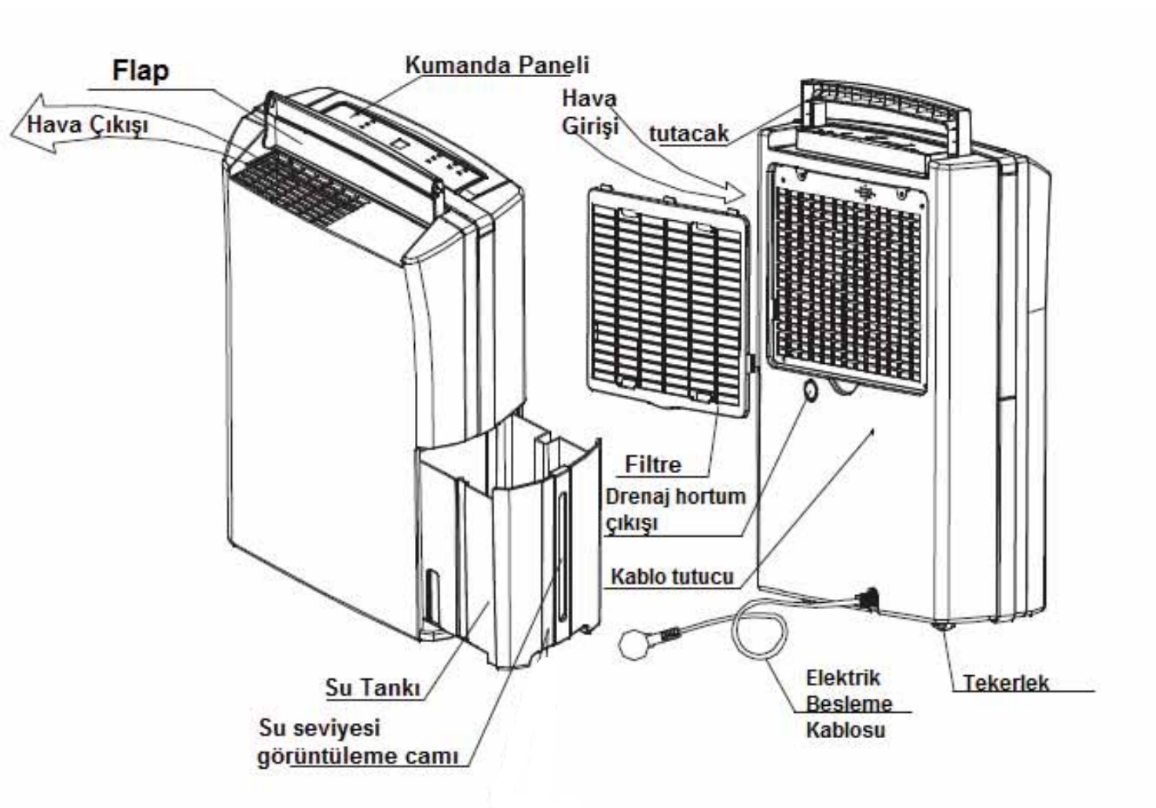 Flap
Kumanda Paneli
Hava Çıkışı
Hava
Girişi
tutacak
Filtre
Drenaj hortum
çıkışı
Kablo tutucu
Su Tankı
Su seviyesi
görüntüleme camı
Elektrik
Besleme
Kablosu
Tekerlek